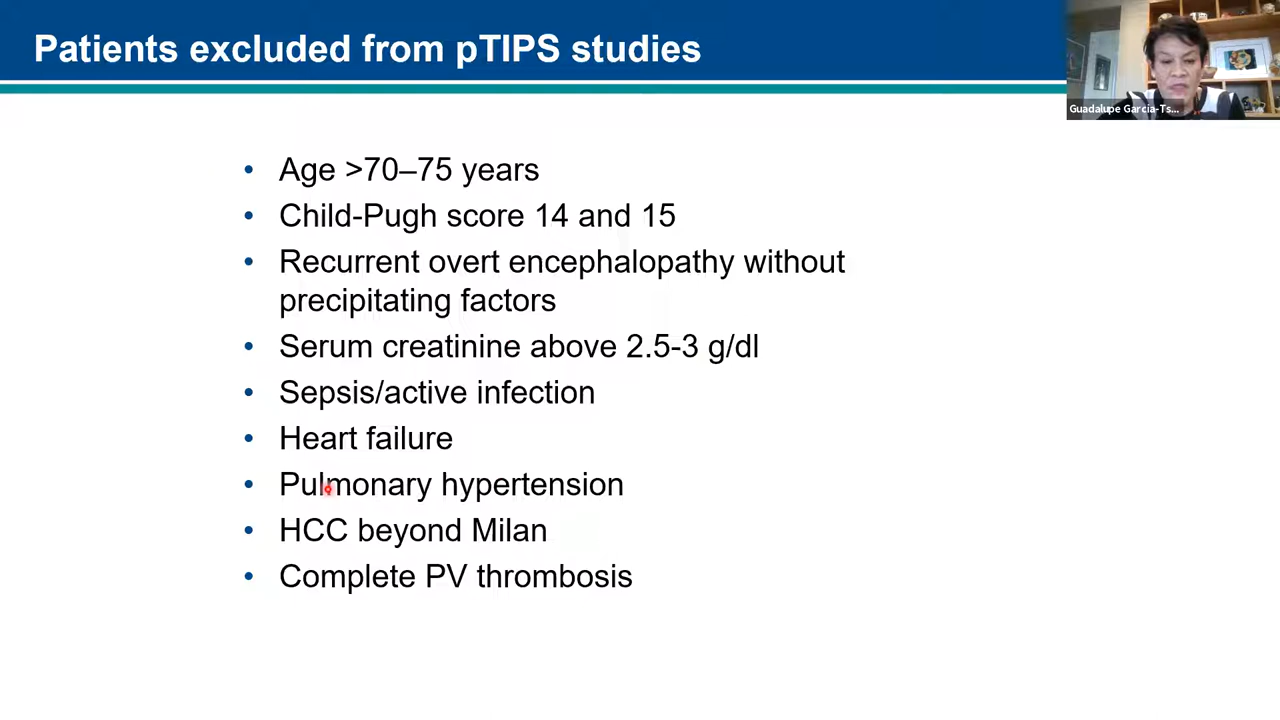 Patients excluded from pTIPS studies
Guadalupe Garcia-Ts...
• Age >70–75 years
• Child-Pugh score 14 and 15
• Recurrent overt encephalopathy without
precipitating factors
• Serum creatinine above 2.5-3 g/dl
• Sepsis/active infection
• Heart failure
• Pulmonary hypertension
• HCC beyond Milan
• Complete PV thrombosis